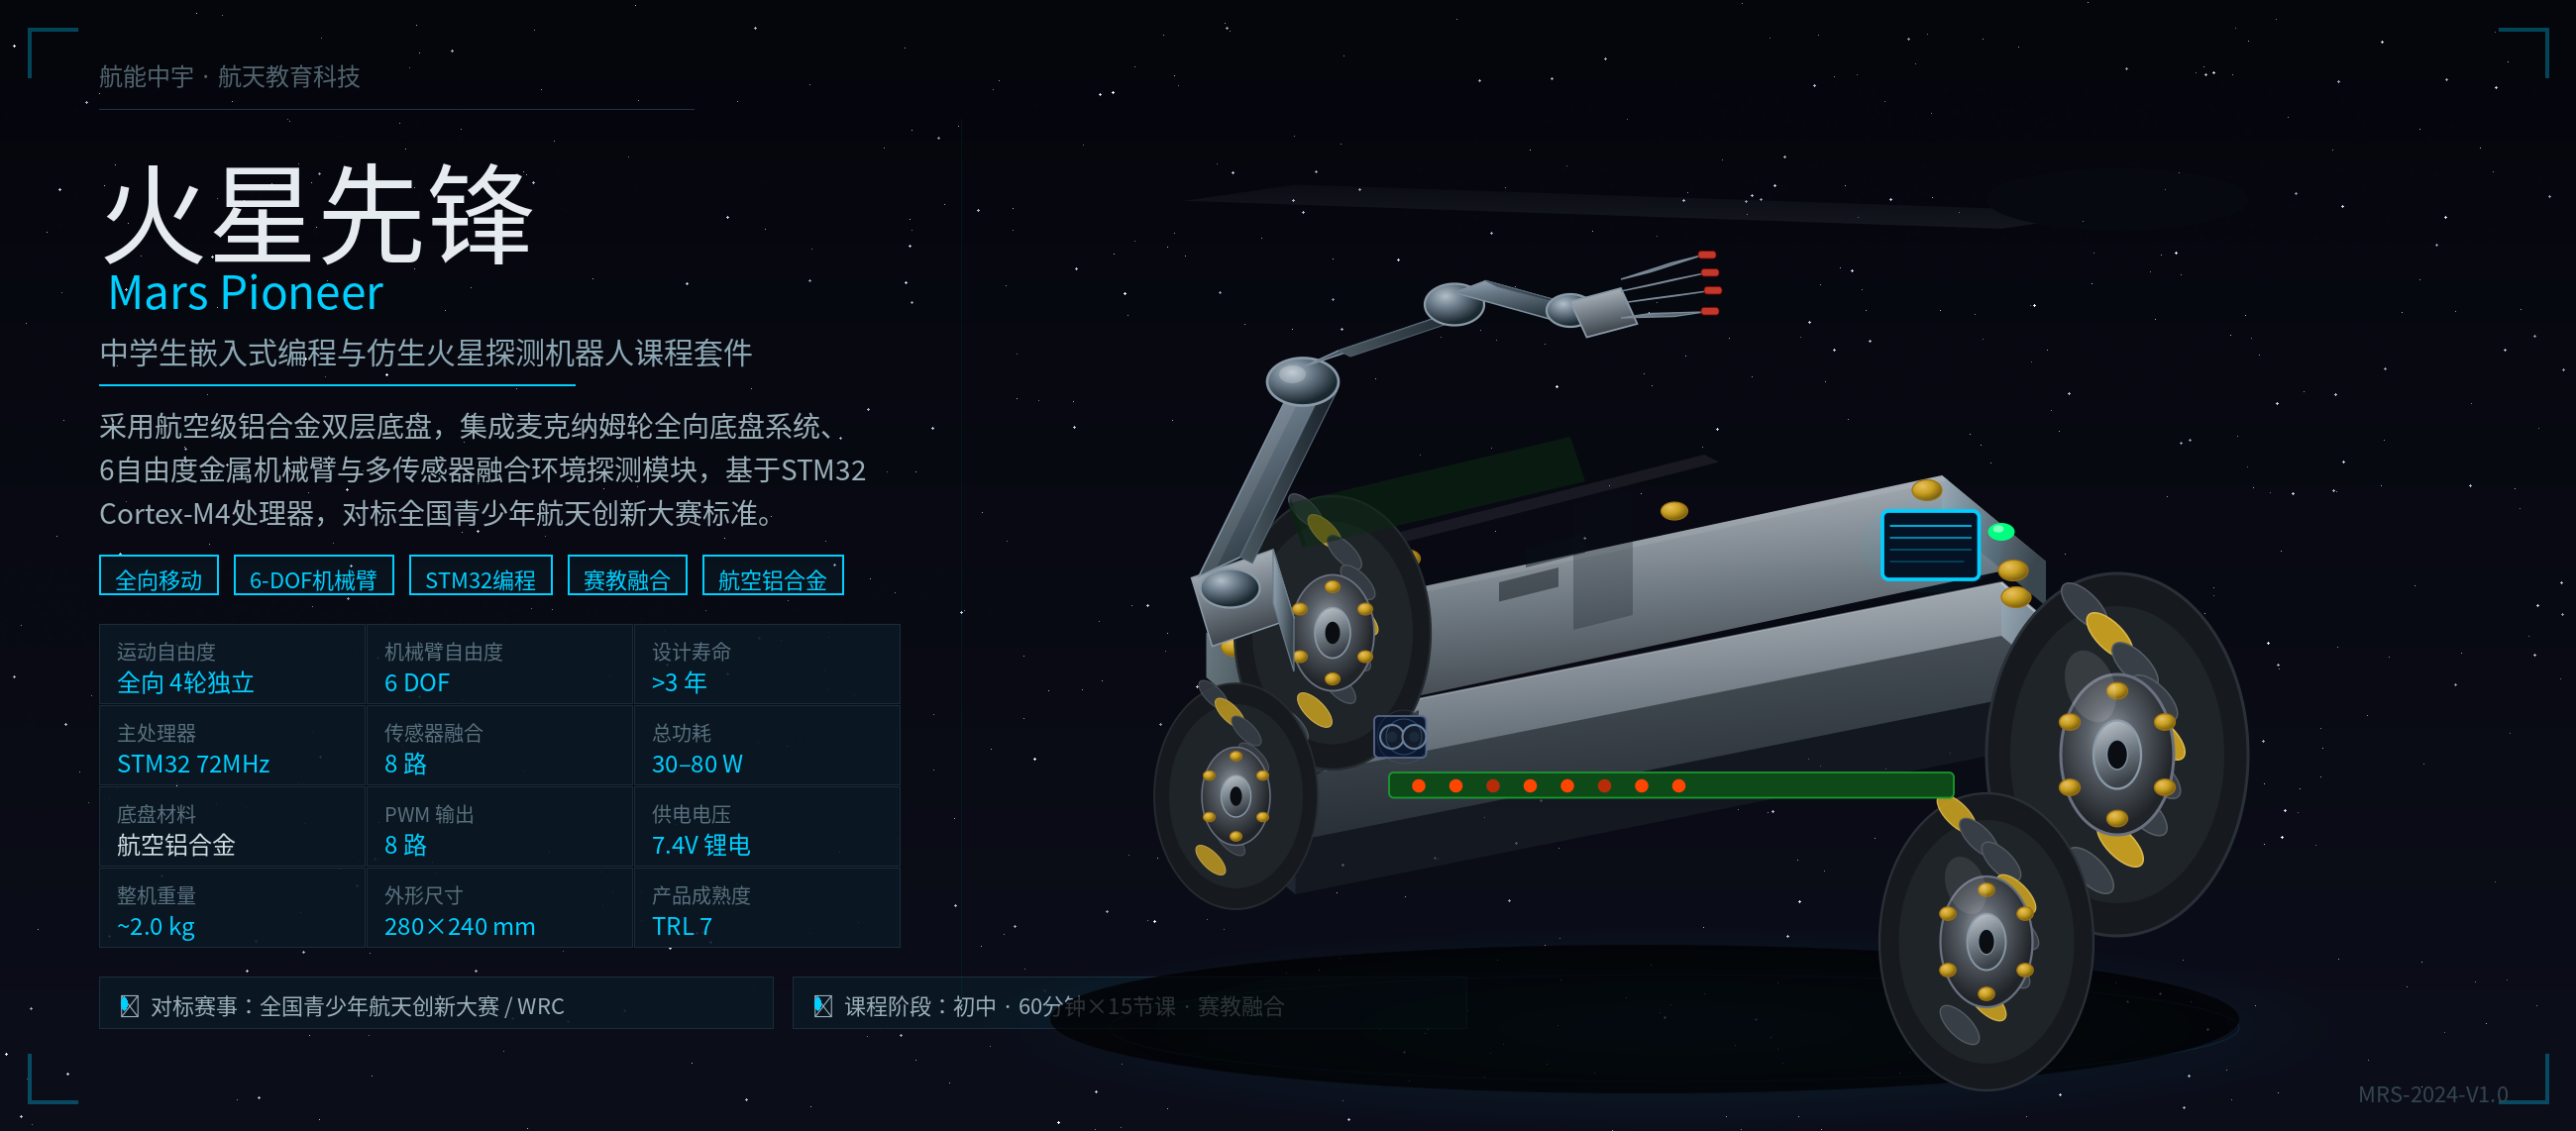 航能中宇 · 航天教育科技
火星先锋
Mars Pioneer
中学生嵌入式编程与仿生火星探测机器人课程套件
采用航空级铝合金双层底盘，集成麦克纳姆轮全向底盘系统、
6自由度金属机械臂与多传感器融合环境探测模块，基于STM32
Cortex-M4处理器，对标全国青少年航天创新大赛标准。
全向移动 6-DOF机械臂 STM32编程 赛教融合 航空铝合金
运动自由度 机械臂自由度 设计寿命
全向 4轮独立 6 DOF >3 年
主处理器 传感器融合 总功耗
STM32 72MHz 8 路 30–80 W
底盘材料 PWM 输出 供电电压
航空铝合金 8 路 7.4V 锂电
整机重量 外形尺寸 产品成熟度
~2.0 kg 280×240 mm TRL 7
对标赛事：全国青少年航天创新大赛 / WRC 课程阶段：初中 · 60分钟×15节课 · 赛教融合
MRS-2024-V1.0